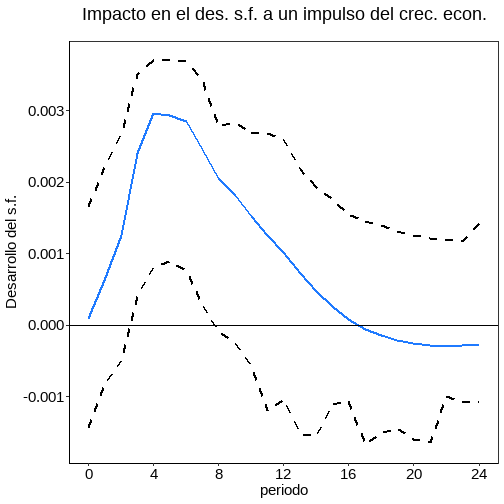 Impacto en el des. s.f. a un impulso del crec. econ.
Desarrollo del s.f.
0.003
0.002
0.001
0.000
-0.001
0 4 8 12 16 20 24
periodo